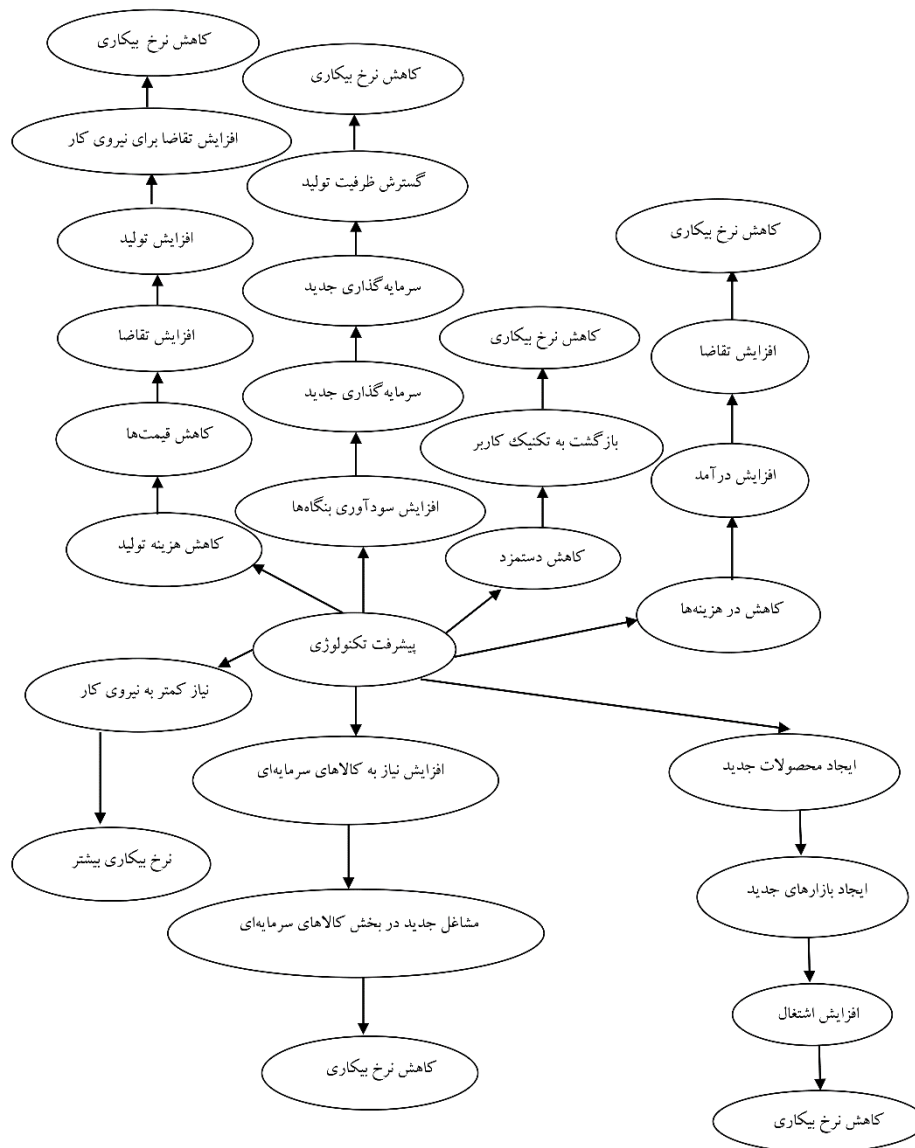 کاهش نرخ بیکاری
افزایش تقاضا برای نیروی کار
افزایش تولید
افزایش تقاضا
کاهش قیمت‌ها
کاهش هزینه تولید
کاهش نرخ بیکاری
گسترش ظرفیت تولید
سرمایه‌گذاری جدید
سرمایه‌گذاری جدید
افزایش سودآوری بنگاه‌ها
کاهش نرخ بیکاری
بازگشت به تکنیک کاربر
کاهش دستمزد
کاهش نرخ بیکاری
افزایش تقاضا
افزایش درآمد
کاهش در هزینه‌ها
پیشرفت تکنولوژی
نیاز کمتر به نیروی کار
نرخ بیکاری بیشتر
افزایش نیاز به کالاهای سرمایه‌ای
مشاغل جدید در بخش کالاهای سرمایه‌ای
کاهش نرخ بیکاری
ایجاد محصولات جدید
ایجاد بازارهای جدید
افزایش اشتغال
کاهش نرخ بیکاری